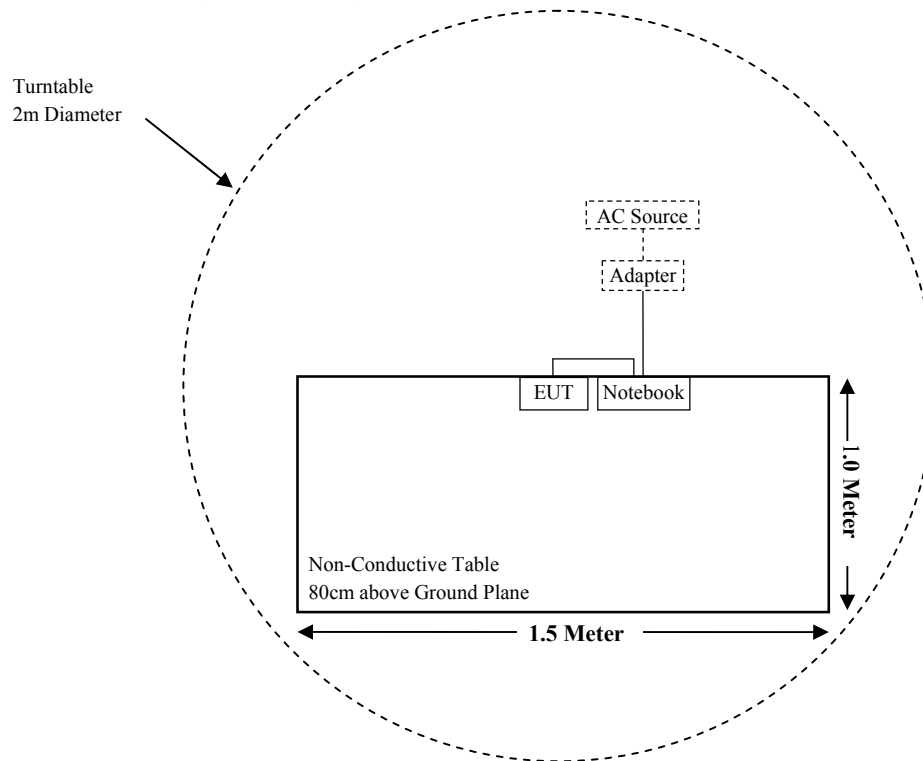 Turntable
2m Diameter
AC Source
Adapter
EUT
Notebook
1.0 Meter
Non-Conductive Table
80cm above Ground Plane
1.5 Meter